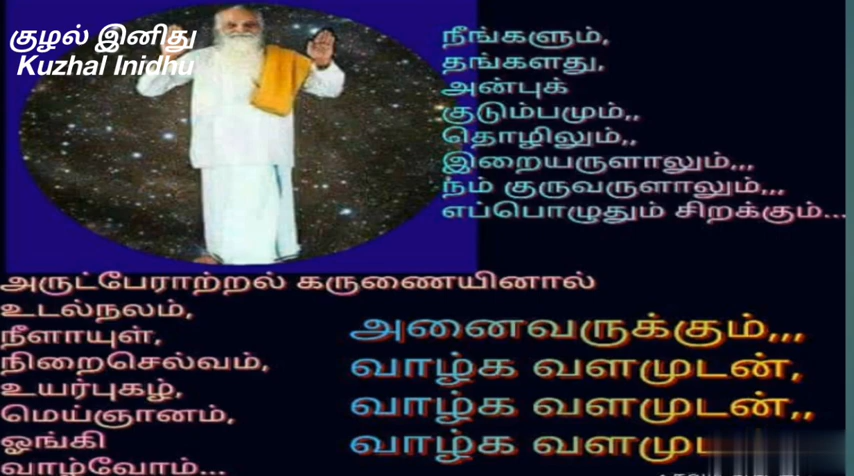 குழல் இனிது
Kuzhal Inidhu
நீங்களும்,
தங்களது,
அன்புக்
குடும்பமும்,,
தொழிலும்,,
இறையருளாலும்,,,
நம் குருவருளாலும்,,,
எப்பொழுதும் சிறக்கும்...
அருட்பேராற்றல் கருணையினால்
உடல்நலம்,
நீளாயுள்,
நிறைசெல்வம்,
உயர்புகழ்,
மெய்ஞானம்,
ஓங்கி
வாழ்வோம்...
அனைவருக்கும்,,,
வாழ்க வளமுடன்,
வாழ்க வளமுடன்,,
வாழ்க